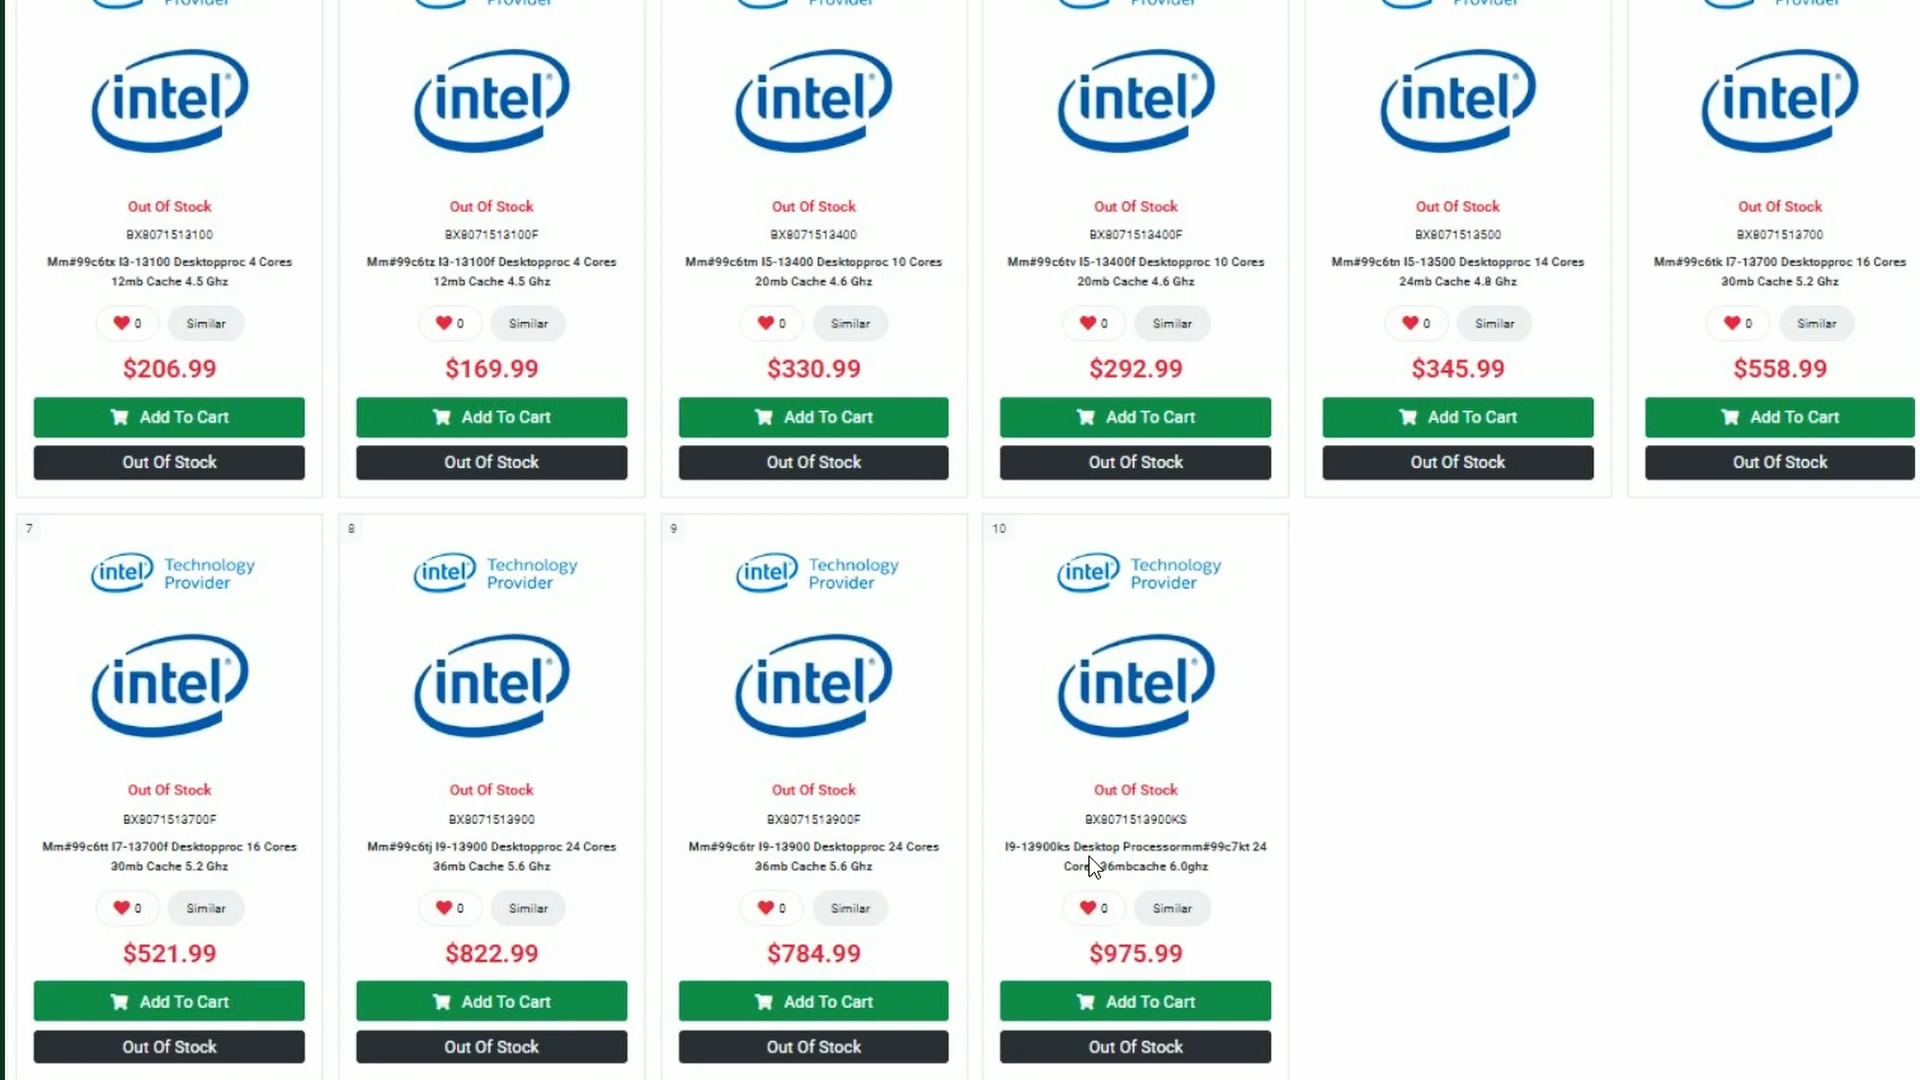 Provider Provider Provider Provider Provider Provider
intel® intel® intel® intel® intel® intel®
Out Of Stock Out Of Stock Out Of Stock Out Of Stock Out Of Stock Out Of Stock
BX8071513100 BX8071513100F BX8071513400 BX8071513400F BX8071513500 BX8071513700
Mm#99c6tx I3-13100 Desktopproc 4 Cores Mm#99c6tz I3-13100f Desktopproc 4 Cores Mm#99c6tm I5-13400 Desktopproc 10 Cores Mm#99c6tv I5-13400f Desktopproc 10 Cores Mm#99c6tn I5-13500 Desktopproc 14 Cores Mm#99c6tk I7-13700 Desktopproc 16 Cores
12mb Cache 4.5 Ghz 12mb Cache 4.5 Ghz 20mb Cache 4.6 Ghz 20mb Cache 4.6 Ghz 24mb Cache 4.8 Ghz 30mb Cache 5.2 Ghz
0 Similar 0 Similar 0 Similar 0 Similar 0 Similar 0 Similar
$206.99 $169.99 $330.99 $292.99 $345.99 $558.99
Add To Cart Add To Cart Add To Cart Add To Cart Add To Cart Add To Cart
Out Of Stock Out Of Stock Out Of Stock Out Of Stock Out Of Stock Out Of Stock
7 8 9 10
intel Technology intel Technology intel Technology intel Technology
Provider Provider Provider Provider
intel® intel® intel® intel®
Out Of Stock Out Of Stock Out Of Stock Out Of Stock
BX8071513700F BX8071513900 BX8071513900F BX8071513900KS
Mm#99c6tt I7-13700f Desktopproc 16 Cores Mm#99c6tj I9-13900 Desktopproc 24 Cores Mm#99c6tr I9-13900 Desktopproc 24 Cores I9-13900ks Desktop Processormm#99c7kt 24
30mb Cache 5.2 Ghz 36mb Cache 5.6 Ghz 36mb Cache 5.6 Ghz Core 36mbcache 6.0ghz
0 Similar 0 Similar 0 Similar 0 Similar
$521.99 $822.99 $784.99 $975.99
Add To Cart Add To Cart Add To Cart Add To Cart
Out Of Stock Out Of Stock Out Of Stock Out Of Stock